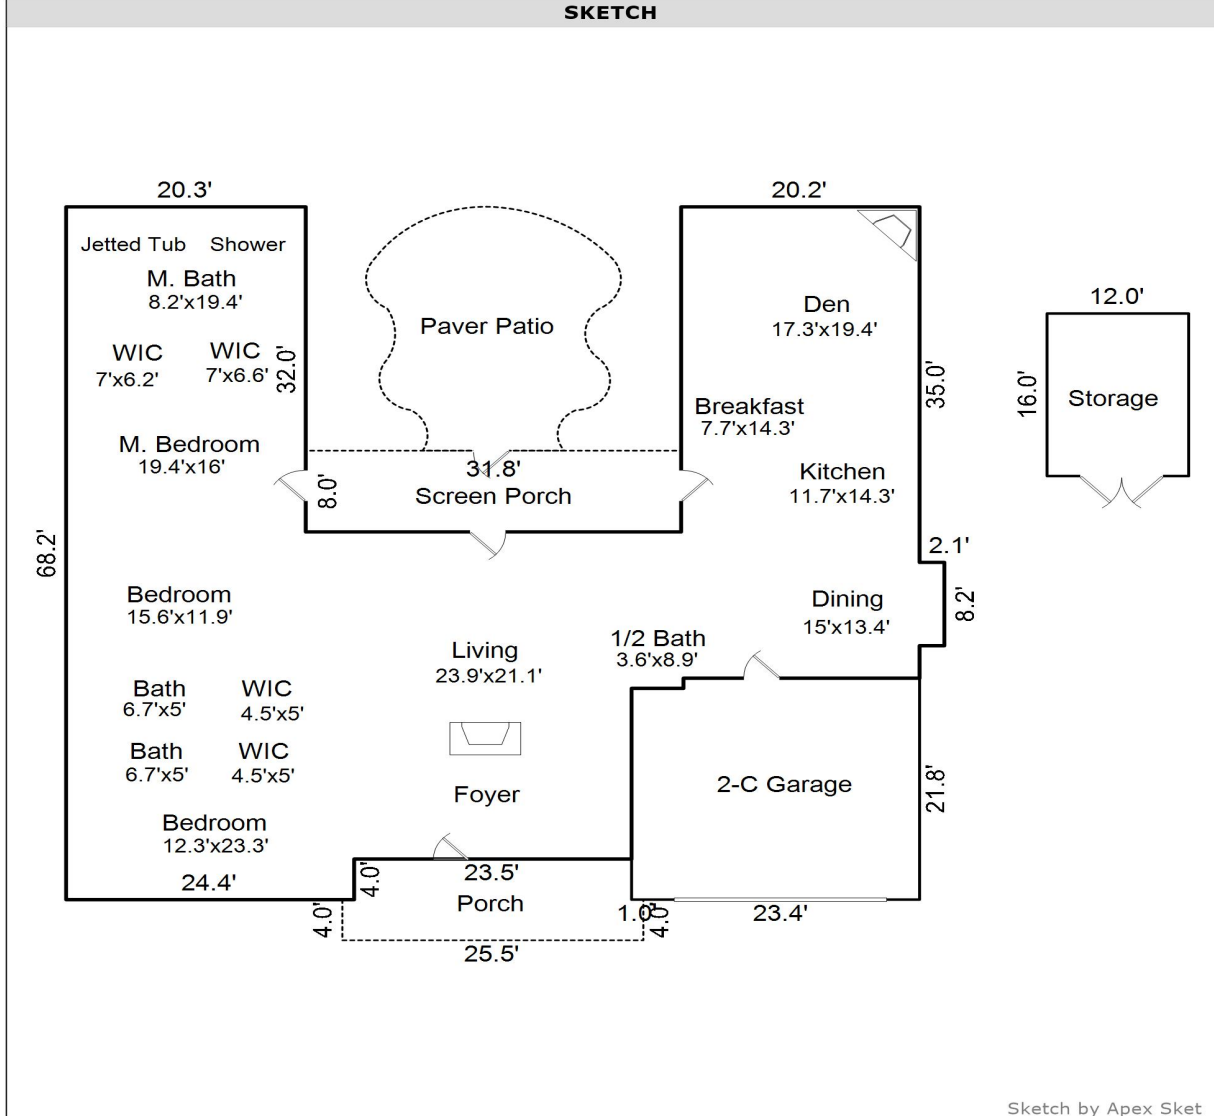 SKETCH
20.3'
20.2'
Jetted Tub
Shower
M. Bath
8.2'x19.4'
WIC
7'x6.2'
WIC
7'x6.6'
32.0'
M. Bedroom
19.4'x16'
68.2'
Paver Patio
31.8'
Screen Porch
8.0'
Den
17.3'x19.4'
Breakfast
7.7'x14.3'
Kitchen
11.7'x14.3'
35.0'
12.0'
16.0'
Storage
2.1'
8.2'
Dining
15'x13.4'
Bedroom
15.6'x11.9'
Living
23.9'x21.1'
1/2 Bath
3.6'x8.9'
Bath
6.7'x5'
WIC
4.5'x5'
Bath
6.7'x5'
WIC
4.5'x5'
Foyer
2-C Garage
21.8'
Bedroom
12.3'x23.3'
24.4'
4.0'
23.5'
Porch
4.0'
1.0'
4.0'
23.4'
25.5'
Sketch by Apex Sket